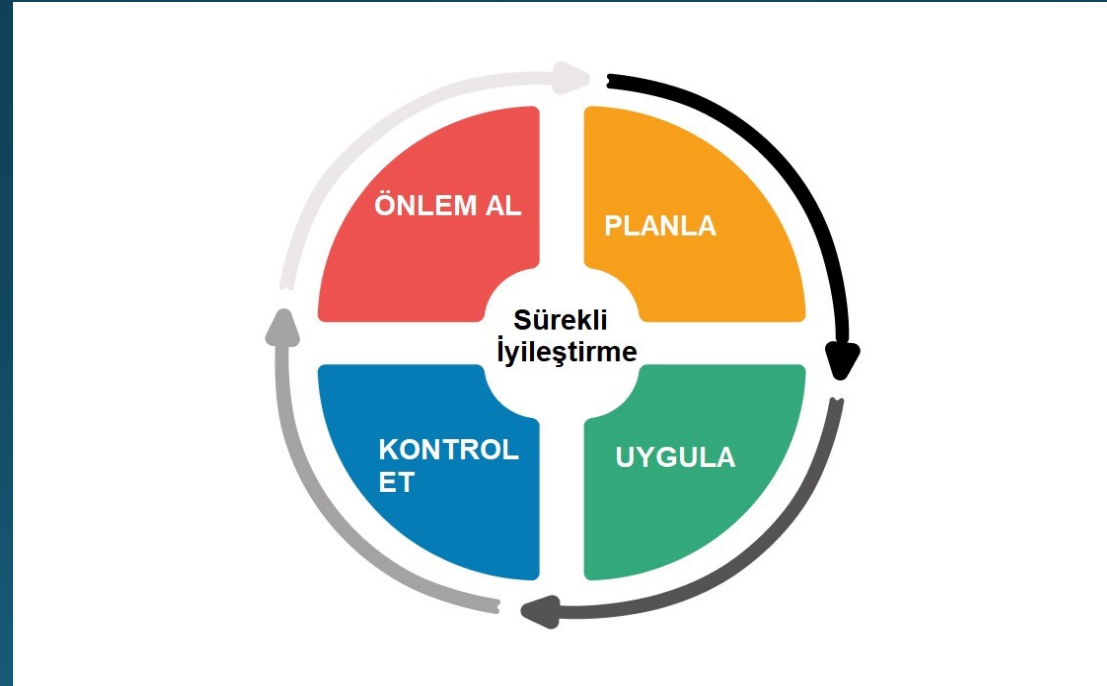 ÖNLEM AL
PLANLA
Sürekli
İyileştirme
KONTROL
ET
UYGULA